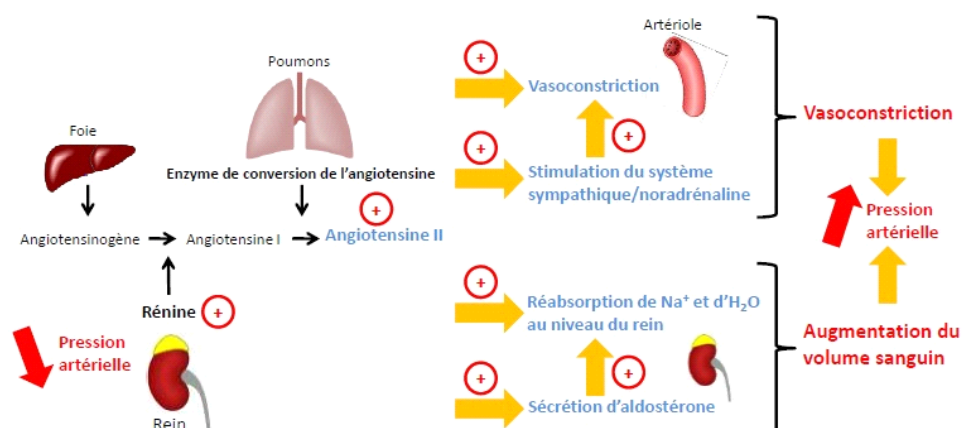 Artériole
Poumons
Vasoconstriction
Vasoconstriction
Foie
Enzyme de conversion de l'angiotensine
Stimulation du système
sympathique/noradrénaline
Pression
artérielle
Angiotensinogène
Angiotensine I
Angiotensine II
Rénine
Réabsorption de Na⁺ et d'H₂O
au niveau du rein
Pression
artérielle
Augmentation du
volume sanguin
Sécrétion d'aldostérone
Rein
+
+
+
+
+
+
+
+